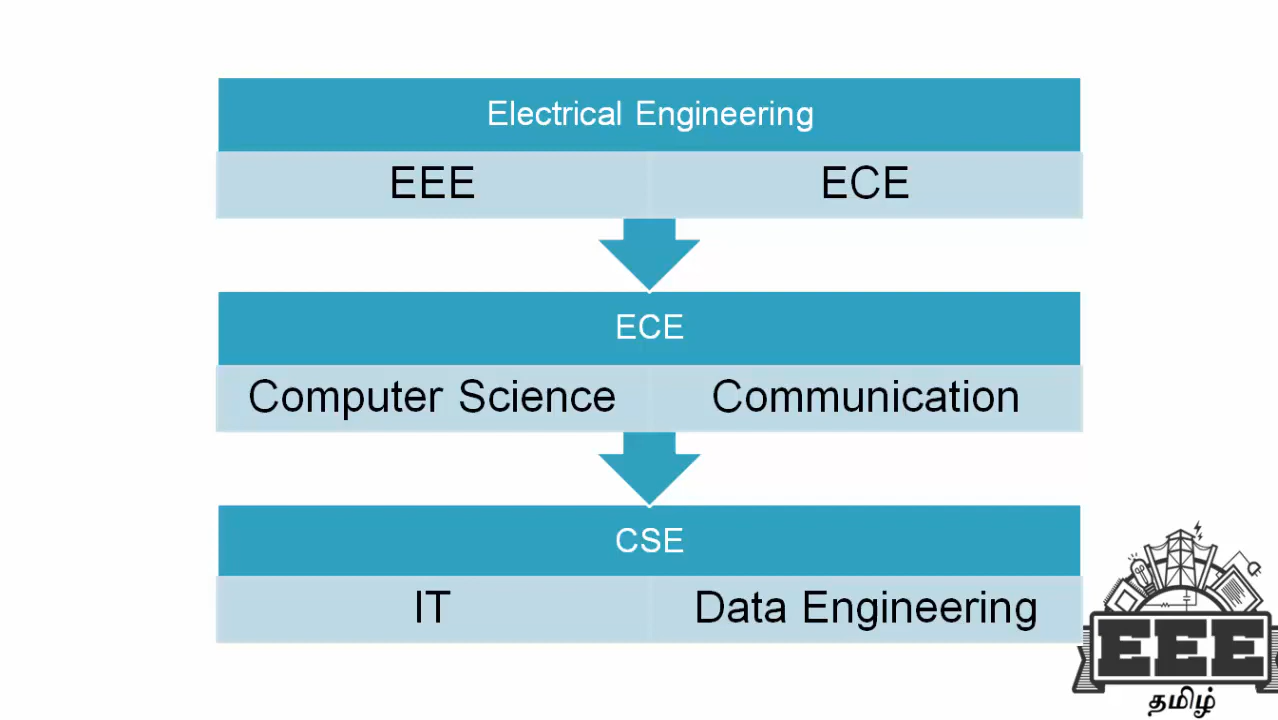 Electrical Engineering
EEE
ECE
ECE
Computer Science
Communication
CSE
IT
Data Engineering
EEE
தமிழ்